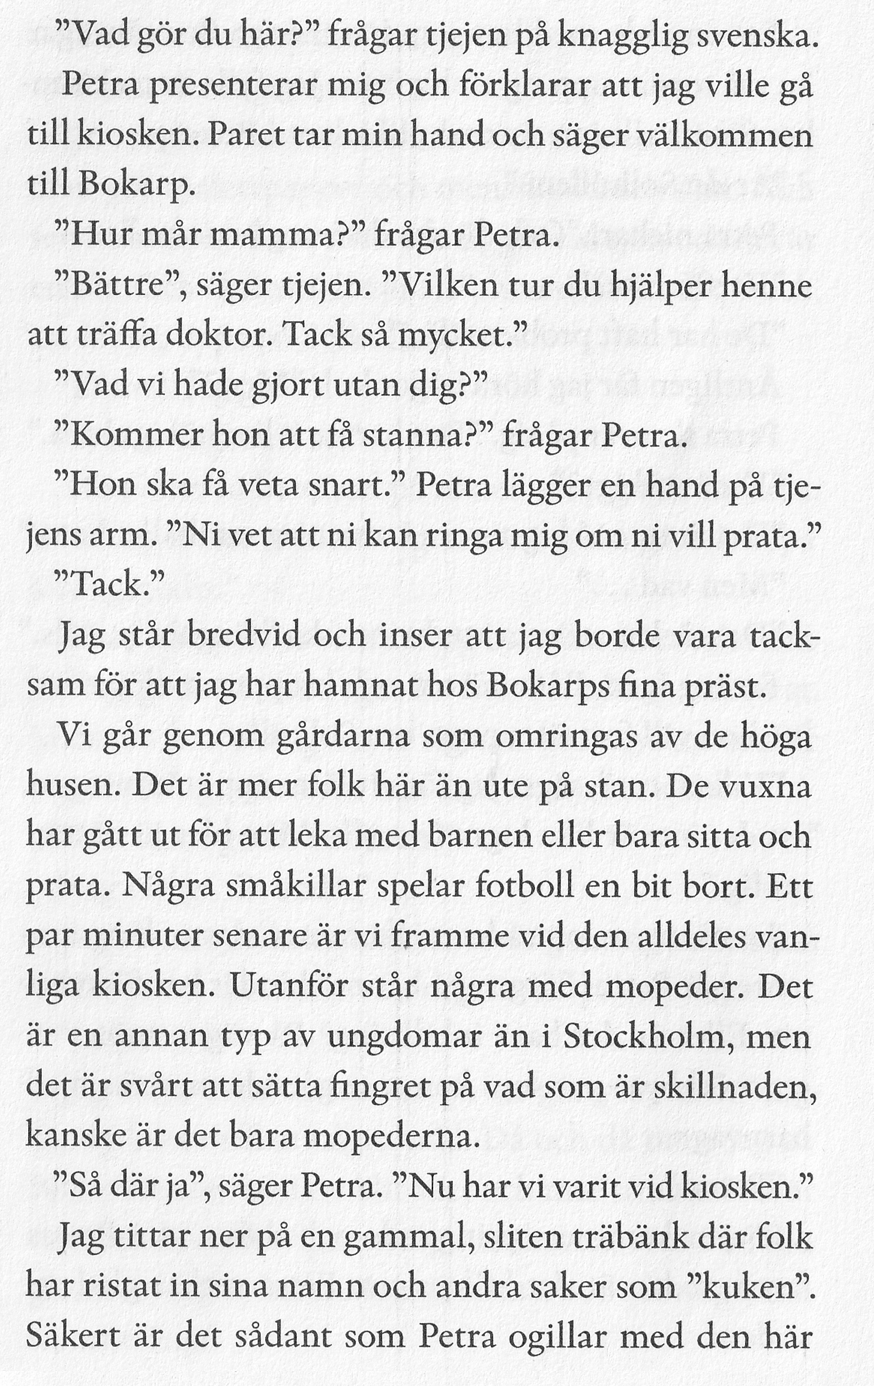 ”Vad gör du här?” frågar tjejen på knagglig svenska.
Petra presenterar mig och förklarar att jag ville gå
till kiosken. Paret tar min hand och säger välkommen
till Bokarp.
”Hur mår mamma?” frågar Petra.
”Bättre”, säger tjejen. ”Vilken tur du hjälper henne
att träffa doktor. Tack så mycket.”
”Vad vi hade gjort utan dig?”
”Kommer hon att få stanna?” frågar Petra.
”Hon ska få veta snart.” Petra lägger en hand på tje-
jens arm. ”Ni vet att ni kan ringa mig om ni vill prata.”
”Tack.”
Jag står bredvid och inser att jag borde vara tack-
sam för att jag har hamnat hos Bokarps fina präst.
Vi går genom gårdarna som omringas av de höga
husen. Det är mer folk här än ute på stan. De vuxna
har gått ut för att leka med barnen eller bara sitta och
prata. Några småkillar spelar fotboll en bit bort. Ett
par minuter senare är vi framme vid den alldeles van-
liga kiosken. Utanför står några med mopeder. Det
är en annan typ av ungdomar än i Stockholm, men
det är svårt att sätta fingret på vad som är skillnaden,
kanske är det bara mopederna.
”Så där ja”, säger Petra. ”Nu har vi varit vid kiosken.”
Jag tittar ner på en gammal, sliten träbänk där folk
har ristat in sina namn och andra saker som ”kuken”.
Säkert är det sådant som Petra ogillar med den här